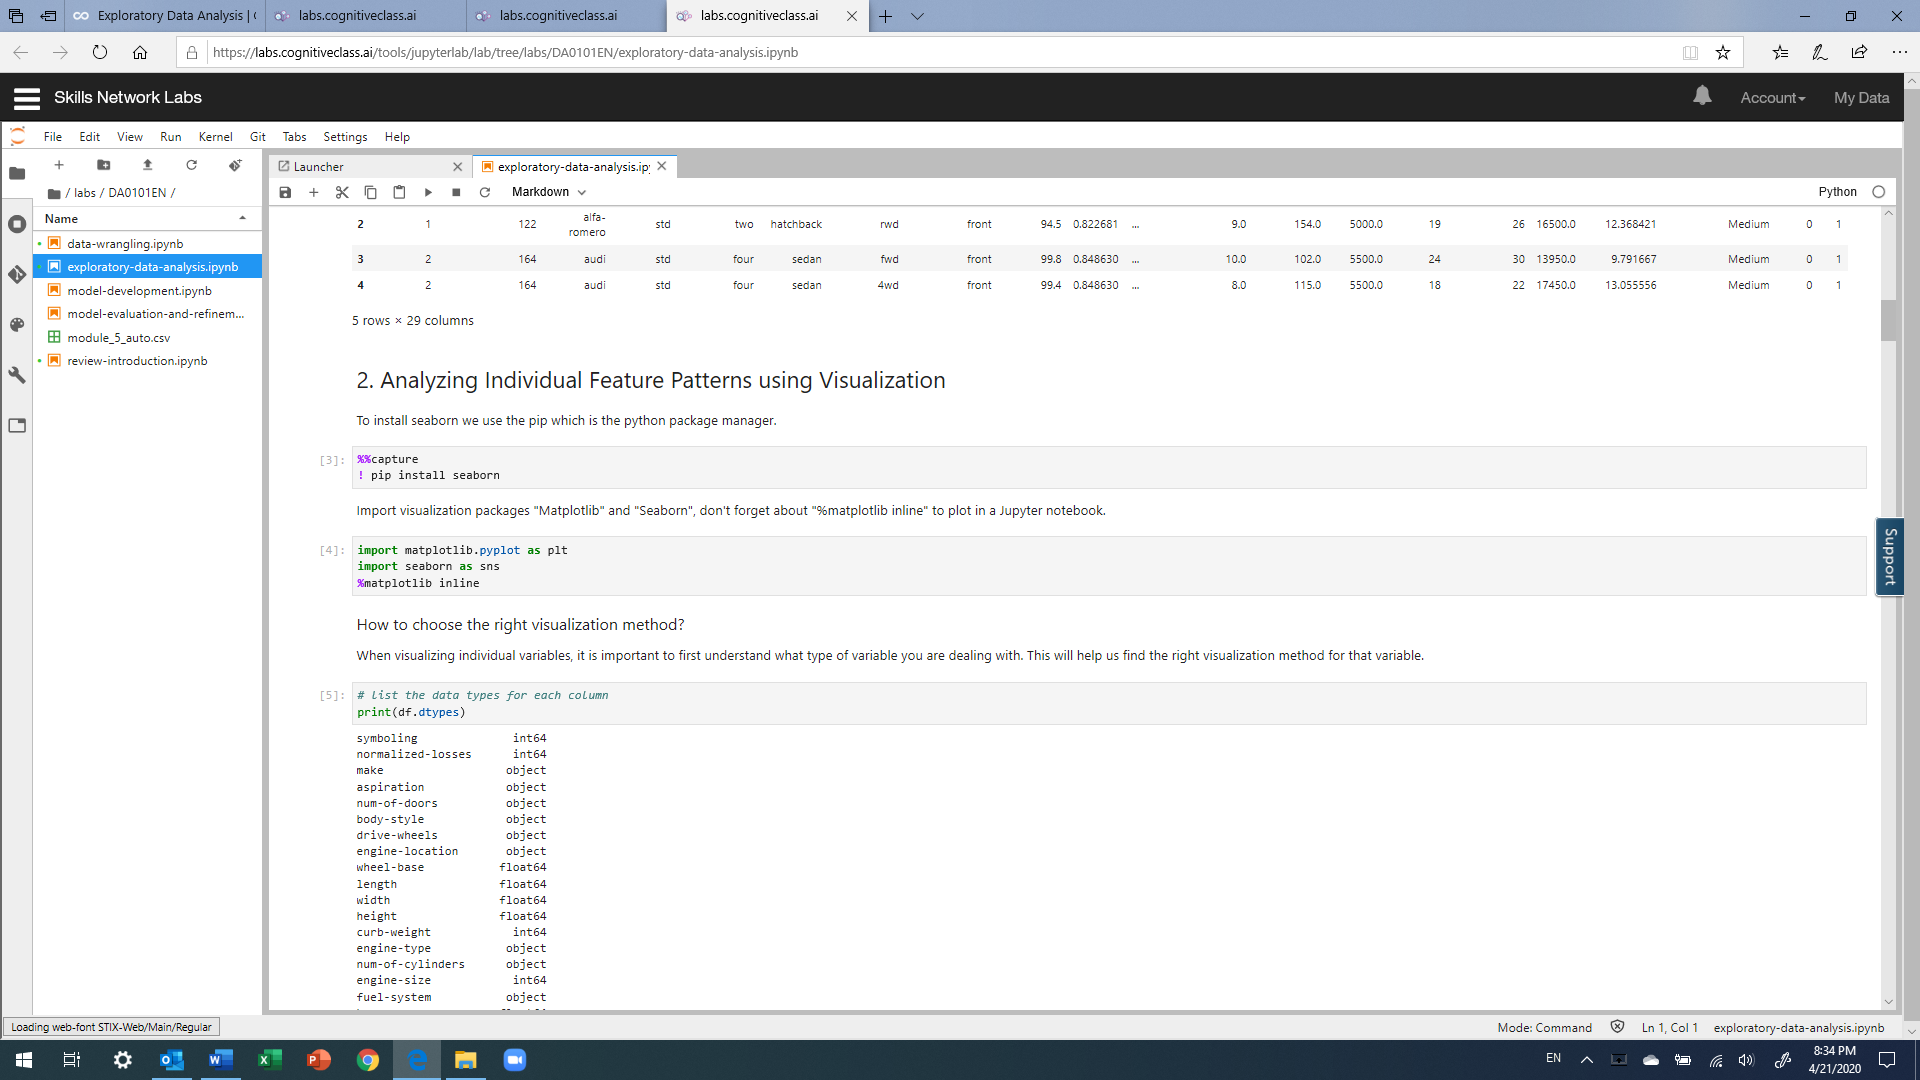 Exploratory Data Analysis | (
labs.cognitiveclass.ai
labs.cognitiveclass.ai
labs.cognitiveclass.ai
https://labs.cognitiveclass.ai/tools/jupyterlab/lab/tree/labs/DA0101EN/exploratory-data-analysis.ipynb
Skills Network Labs
Account
My Data
File Edit View Run Kernel Git Tabs Settings Help
Launcher
exploratory-data-analysis.ip
/ labs / DA0101EN /
Markdown
Python
Name
data-wrangling.ipynb
exploratory-data-analysis.ipynb
model-development.ipynb
model-evaluation-and-refinem...
module_5_auto.csv
review-introduction.ipynb
2 1 122 alfa-romero std two hatchback rwd front 94.5 0.822681 ... 9.0 154.0 5000.0 19 26 16500.0 12.368421 Medium 0 1
3 2 164 audi std four sedan fwd front 99.8 0.848630 ... 10.0 102.0 5500.0 24 30 13950.0 9.791667 Medium 0 1
4 2 164 audi std four sedan 4wd front 99.4 0.848630 ... 8.0 115.0 5500.0 18 22 17450.0 13.055556 Medium 0 1
5 rows × 29 columns
2. Analyzing Individual Feature Patterns using Visualization
To install seaborn we use the pip which is the python package manager.
[3]: %%capture
! pip install seaborn
Import visualization packages "Matplotlib" and "Seaborn", don't forget about "%matplotlib inline" to plot in a Jupyter notebook.
[4]: import matplotlib.pyplot as plt
import seaborn as sns
%matplotlib inline
How to choose the right visualization method?
When visualizing individual variables, it is important to first understand what type of variable you are dealing with. This will help us find the right visualization method for that variable.
[5]: # list the data types for each column
print(df.dtypes)
symboling int64
normalized-losses int64
make object
aspiration object
num-of-doors object
body-style object
drive-wheels object
engine-location object
wheel-base float64
length float64
width float64
height float64
curb-weight int64
engine-type object
num-of-cylinders object
engine-size int64
fuel-system object
Support
Loading web-font STIX-Web/Main/Regular
Mode: Command
Ln 1, Col 1
exploratory-data-analysis.ipynb
EN
8:34 PM
4/21/2020